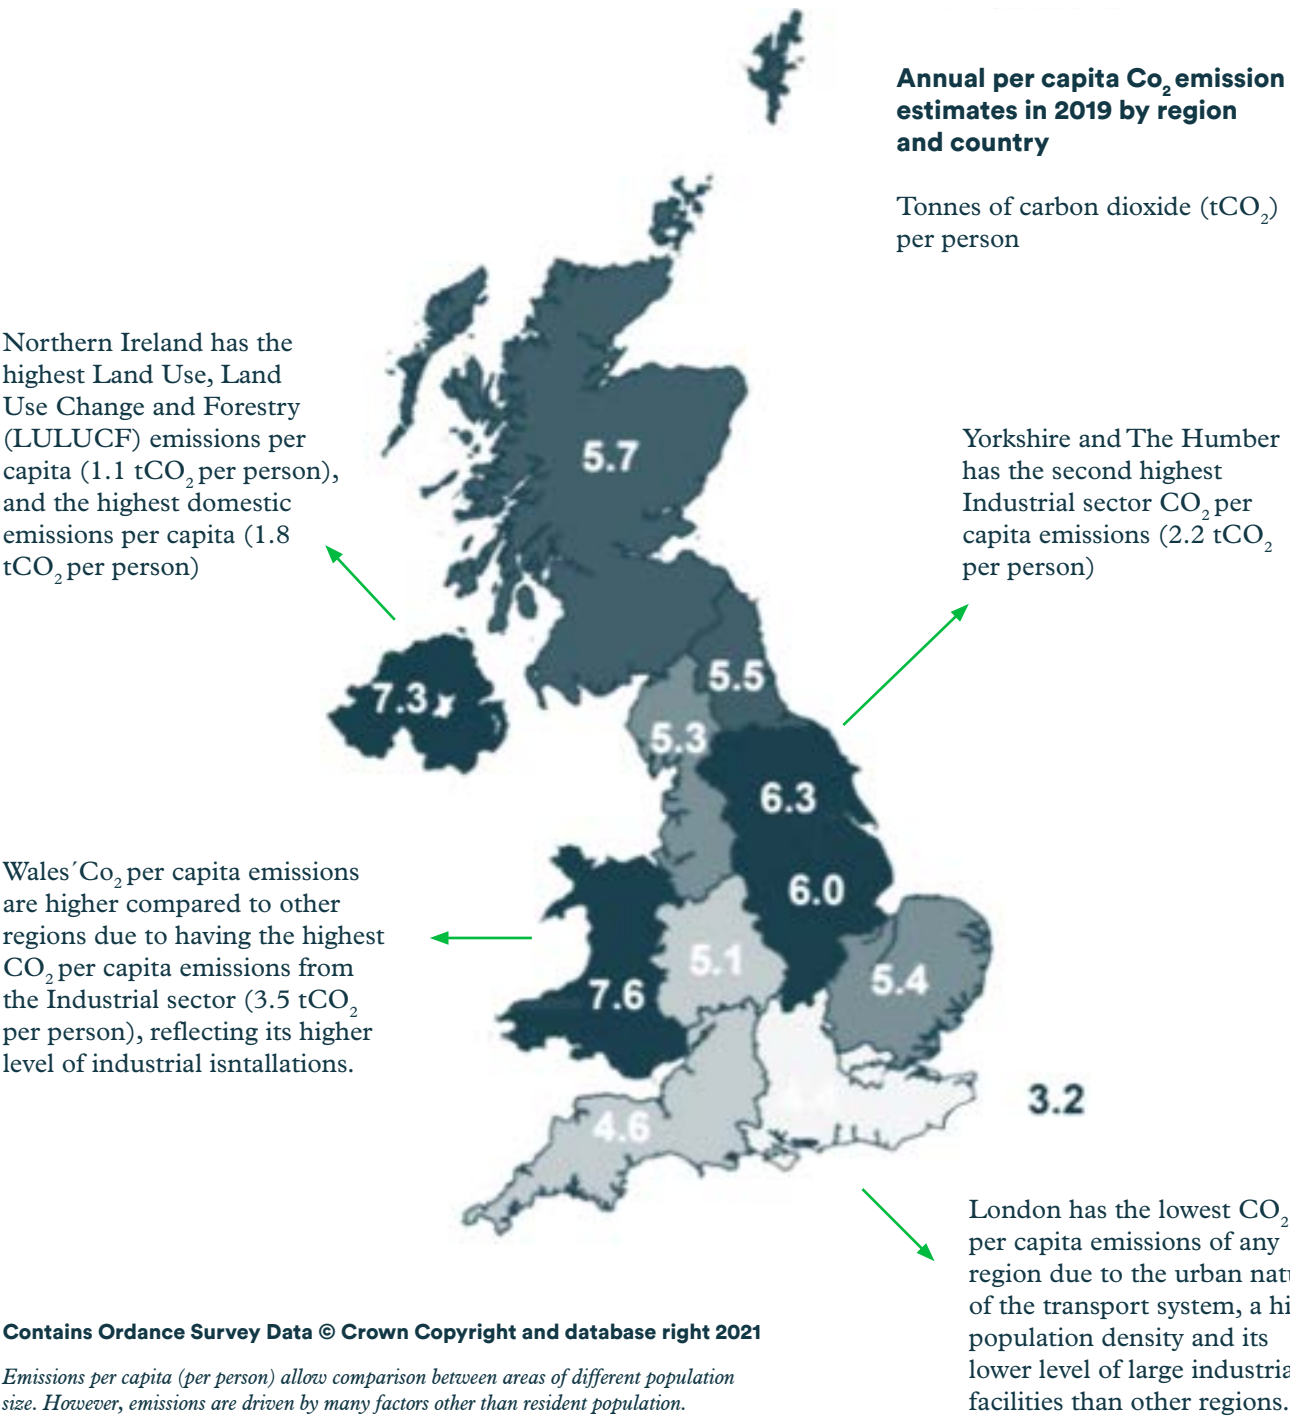 Annual per capita Co2 emission
estimates in 2019 by region
and country
Tonnes of carbon dioxide (tCO2)
per person
Northern Ireland has the
highest Land Use, Land
Use Change and Forestry
(LULUCF) emissions per
capita (1.1 tCO2 per person),
and the highest domestic
emissions per capita (1.8
tCO2 per person)
5.7
Yorkshire and The Humber
has the second highest
Industrial sector CO2 per
capita emissions (2.2 tCO2
per person)
5.5
7.3
5.3
6.3
6.0
Wales´Co2 per capita emissions
are higher compared to other
regions due to having the highest
CO2 per capita emissions from
the Industrial sector (3.5 tCO2
per person), reflecting its higher
level of industrial isntallations.
5.1
5.4
7.6
3.2
4.6
London has the lowest CO2
per capita emissions of any
region due to the urban natu
of the transport system, a hi
population density and its
lower level of large industria
facilities than other regions.
Contains Ordance Survey Data © Crown Copyright and database right 2021
Emissions per capita (per person) allow comparison between areas of different population
size. However, emissions are driven by many factors other than resident population.